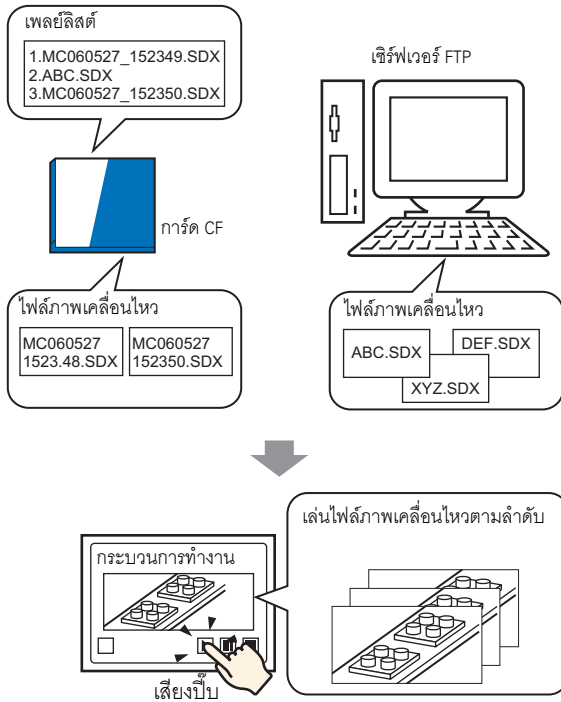 เพลย์ลิสต์
1.MC060527_152349.SDX
2.ABC.SDX
3.MC060527_152350.SDX
เซิร์ฟเวอร์ FTP
การ์ด CF
ไฟล์ภาพเคลื่อนไหว
MC060527
1523.48.SDX
MC060527
152350.SDX
ไฟล์ภาพเคลื่อนไหว
ABC.SDX
DEF.SDX
XYZ.SDX
เล่นไฟล์ภาพเคลื่อนไหวตามลำดับ
กระบวนการทำงาน
เสียงปี๊บ